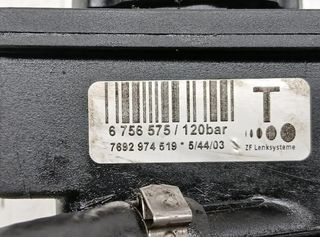 T
6 756 575 / 120bar
7692 974 519 * 5/44/03
ZF Lenksysteme